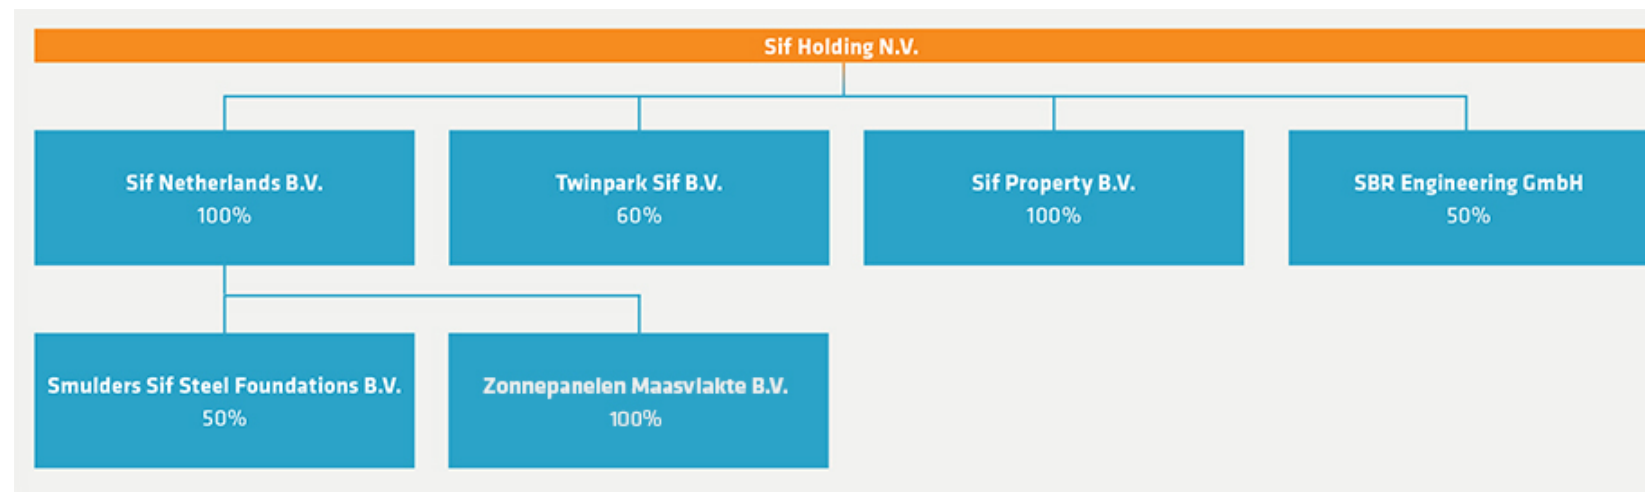 Sif Holding N.V.
Sif Netherlands B.V.
100%
Twinpark Sif B.V.
60%
Sif Property B.V.
100%
SBR Engineering GmbH
50%
Smulders Sif Steel Foundations B.V.
50%
Zonnepanelen Maasvlakte B.V.
100%